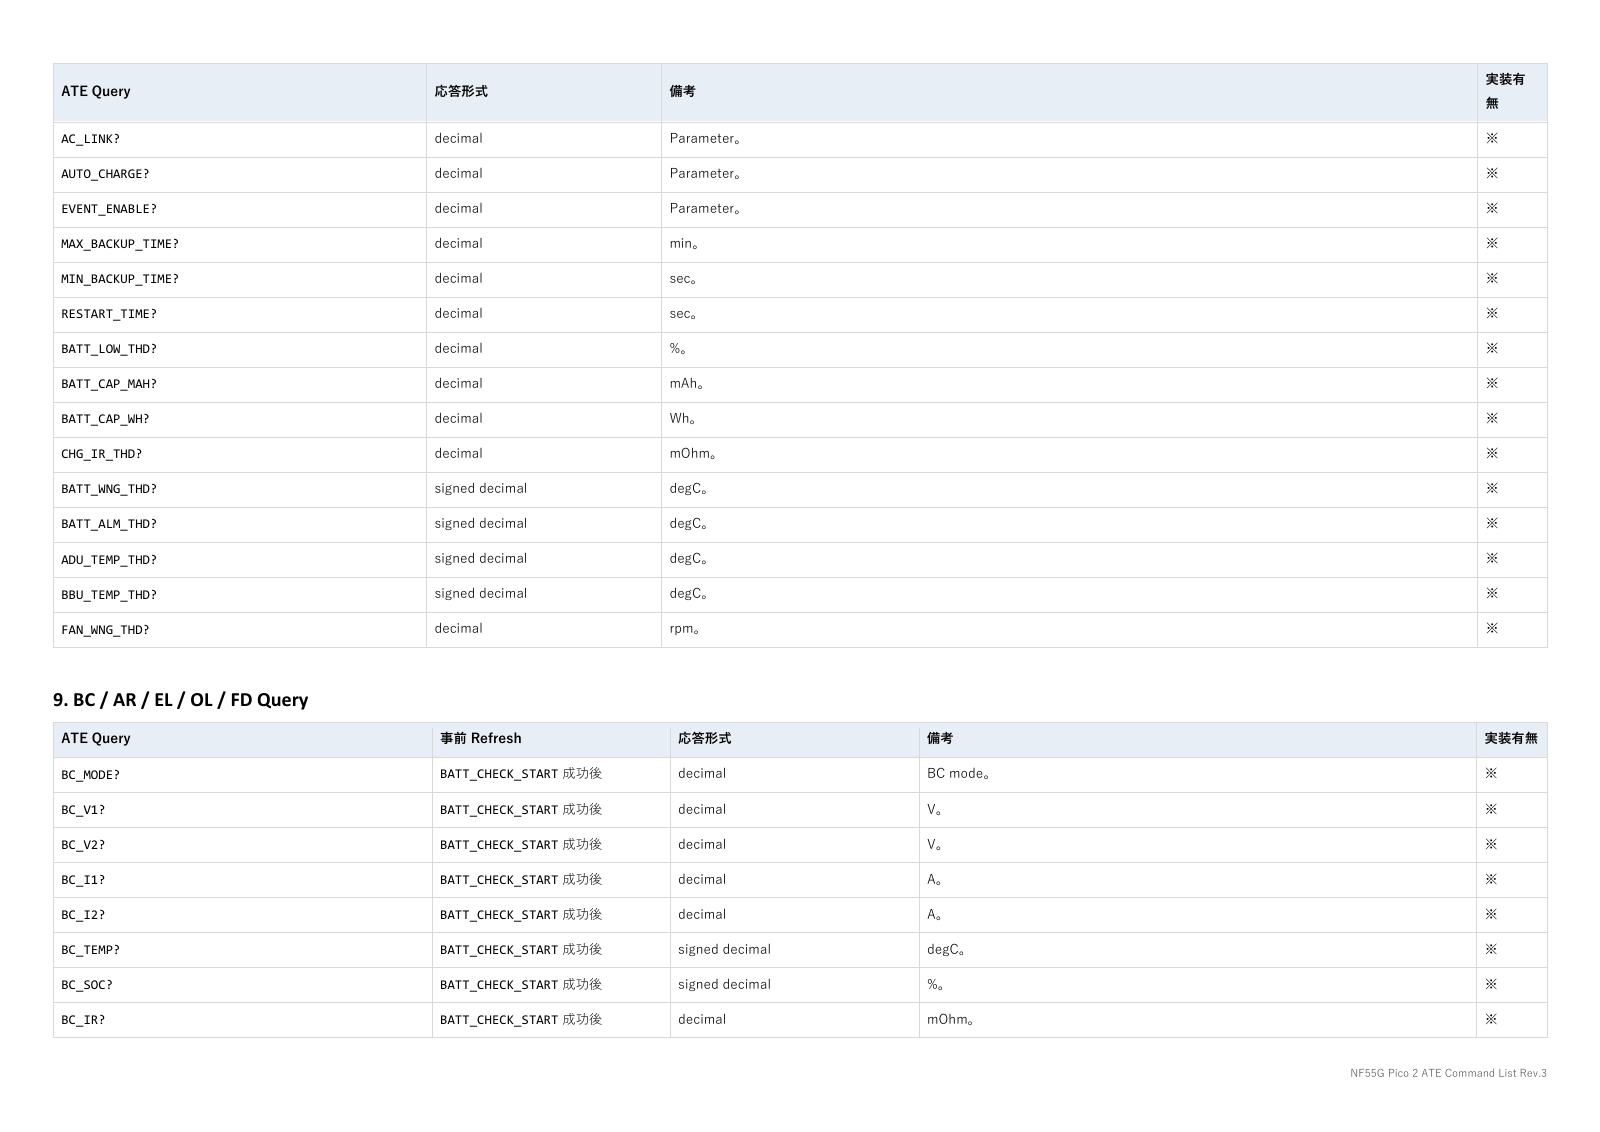 ATE Query 応答形式 備考 実装有無
AC_LINK? decimal Parameter。 ※
AUTO_CHARGE? decimal Parameter。 ※
EVENT_ENABLE? decimal Parameter。 ※
MAX_BACKUP_TIME? decimal min。 ※
MIN_BACKUP_TIME? decimal sec。 ※
RESTART_TIME? decimal sec。 ※
BATT_LOW_THD? decimal %。 ※
BATT_CAP_MAH? decimal mAh。 ※
BATT_CAP_WH? decimal Wh。 ※
CHG_IR_THD? decimal mOhm。 ※
BATT_WNG_THD? signed decimal degC。 ※
BATT_ALM_THD? signed decimal degC。 ※
ADU_TEMP_THD? signed decimal degC。 ※
BBU_TEMP_THD? signed decimal degC。 ※
FAN_WNG_THD? decimal rpm。 ※
9. BC / AR / EL / OL / FD Query
ATE Query 事前 Refresh 応答形式 備考 実装有無
BC_MODE? BATT_CHECK_START 成功後 decimal BC mode。 ※
BC_V1? BATT_CHECK_START 成功後 decimal V。 ※
BC_V2? BATT_CHECK_START 成功後 decimal V。 ※
BC_I1? BATT_CHECK_START 成功後 decimal A。 ※
BC_I2? BATT_CHECK_START 成功後 decimal A。 ※
BC_TEMP? BATT_CHECK_START 成功後 signed decimal degC。 ※
BC_SOC? BATT_CHECK_START 成功後 signed decimal %。 ※
BC_IR? BATT_CHECK_START 成功後 decimal mOhm。 ※
NF55G Pico 2 ATE Command List Rev.3